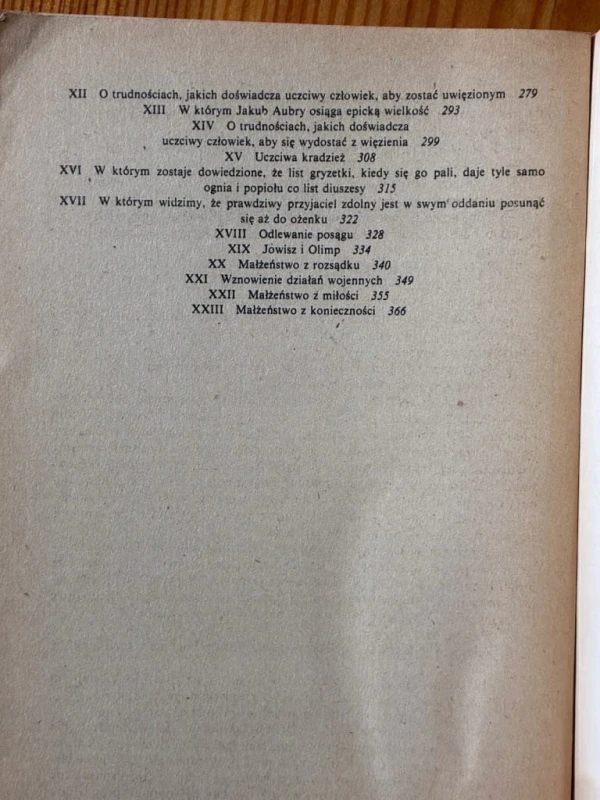 XII O trudnościach, jakich doświadcza uczciwy człowiek, aby zostać uwięzionym 279
XIII W którym Jakub Aubry osiąga epicką wielkość 293
XIV O trudnościach, jakich doświadcza
uczciwy człowiek, aby się wydostać z więzienia 299
XV Uczciwa kradzież 308
XVI W którym zostaje dowiedzione, że list gryzetki, kiedy się go pali, daje tyle samo
ognia i popiołu co list diuszesy 315
XVII W którym widzimy, że prawdziwy przyjaciel zdolny jest w swym oddaniu posunąć
się aż do ożenku 322
XVIII Odlewanie posągu 328
XIX Jowisz i Olimp 334
XX Małżeństwo z rozsądku 340
XXI Wznowienie działań wojennych 349
XXII Małżeństwo z miłości 355
XXIII Małżeństwo z konieczności 366